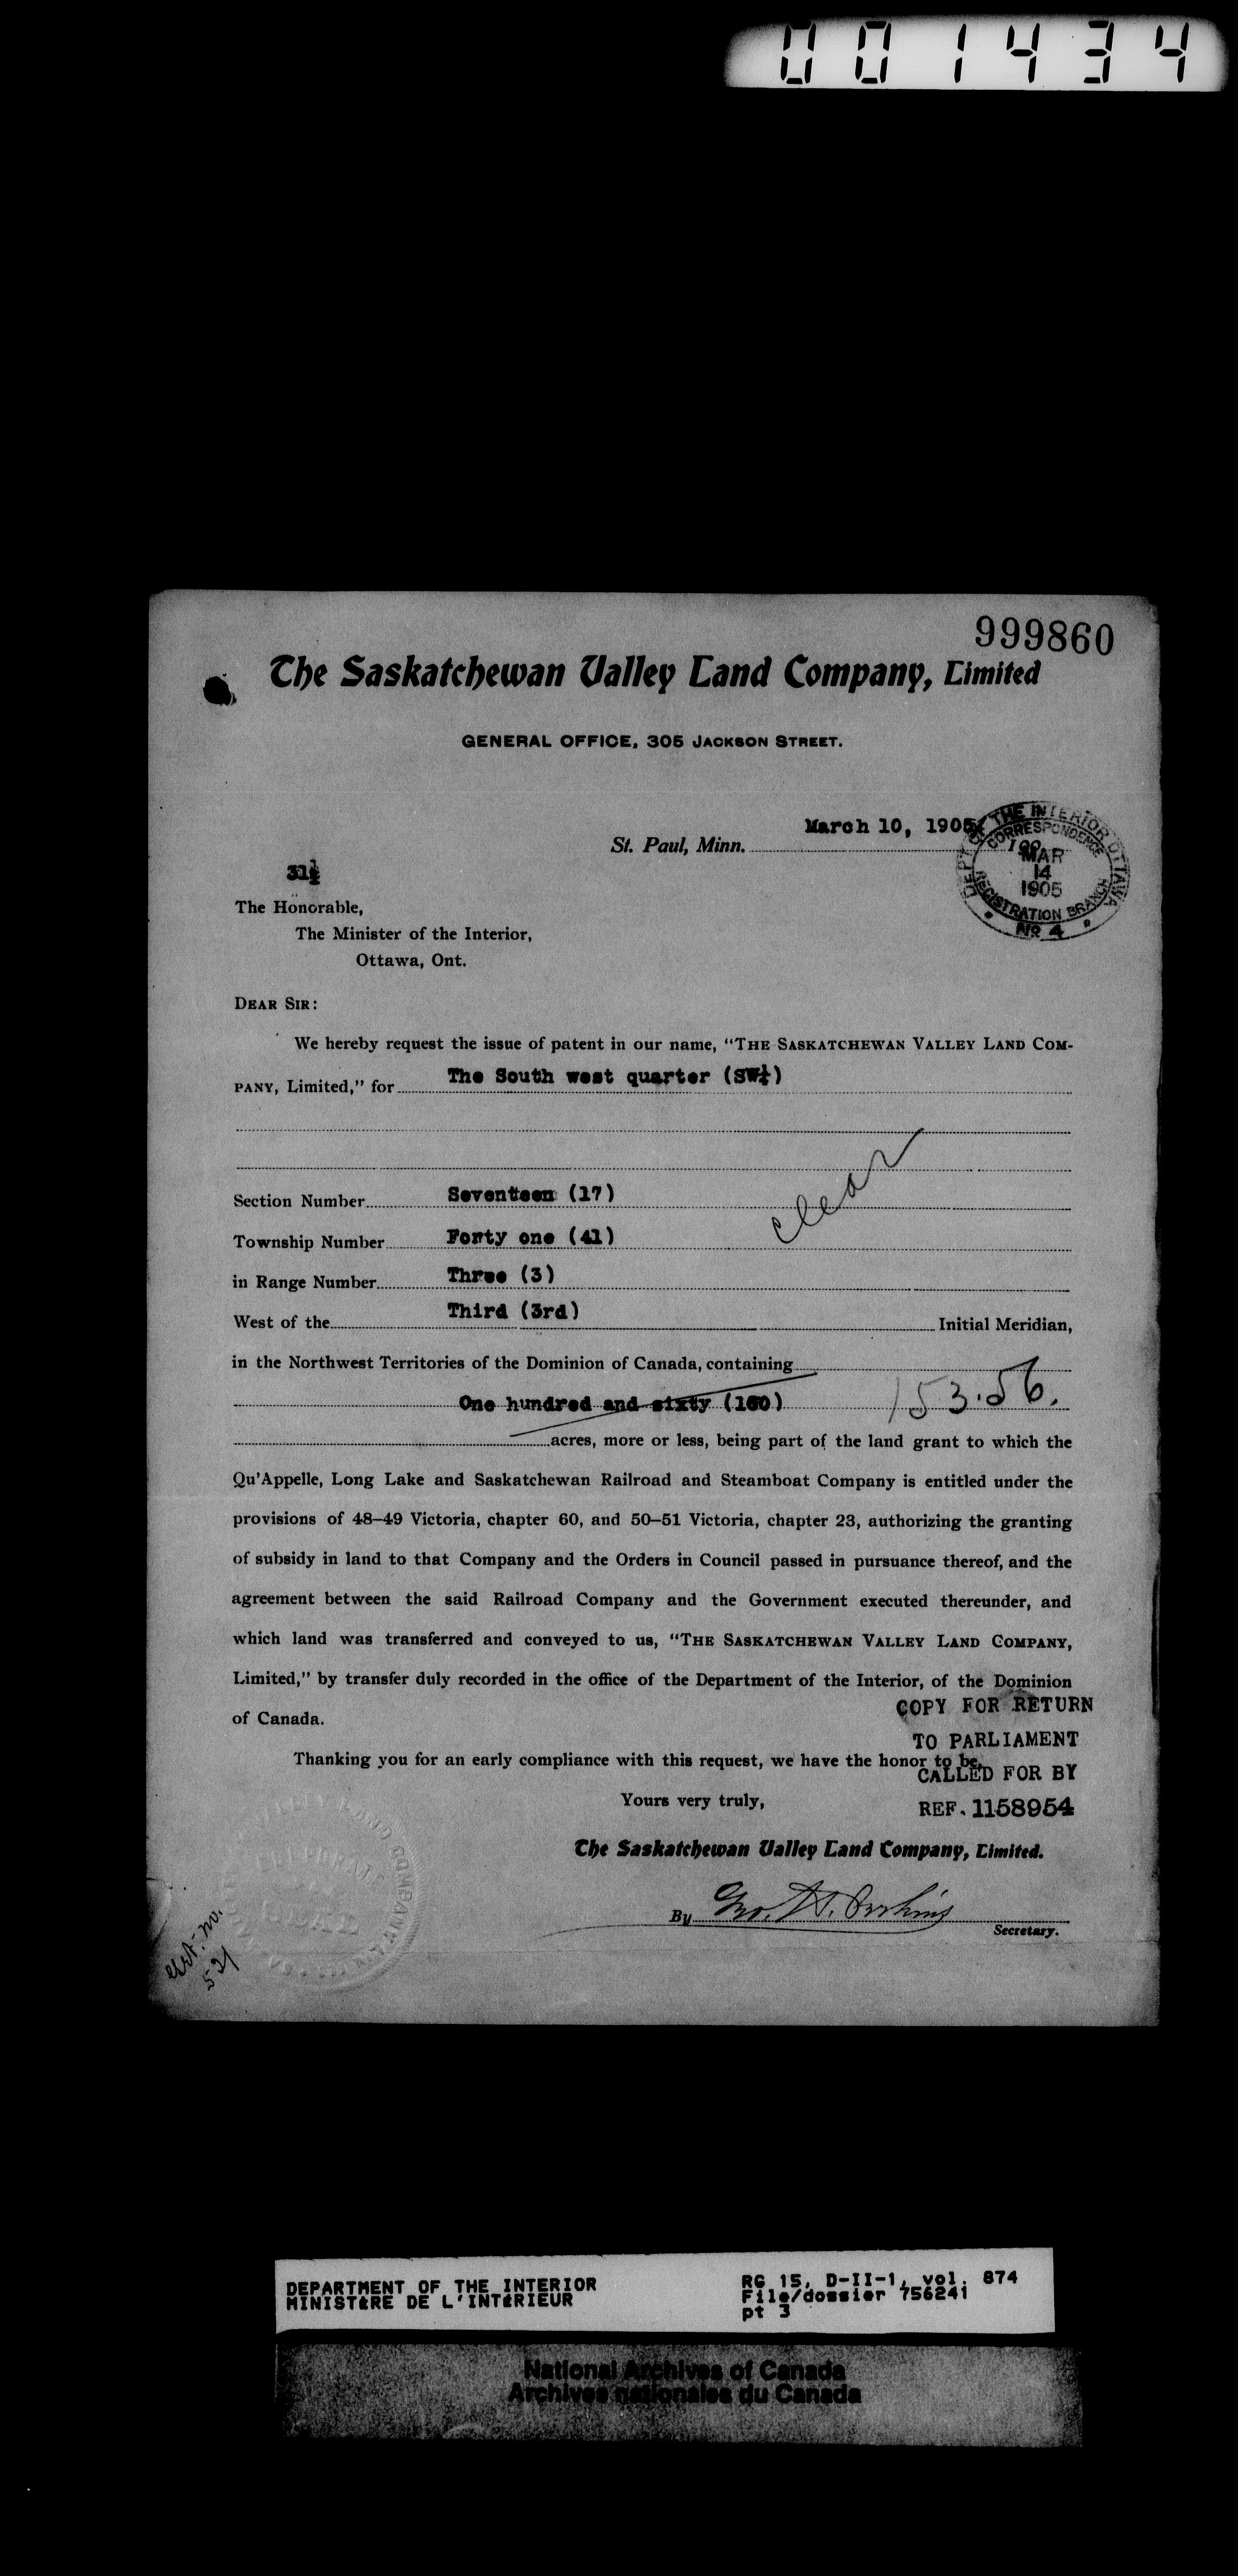 001434
999860
The Saskatchewan Valley Land Company, Limited
GENERAL OFFICE, 305 JACKSON STREET.
March 10, 1905
St. Paul, Minn. 190
DEP'T OF THE INTERIOR OTTAWA
CORRESPONDENCE
MAR
14
1905
REGISTRATION BRANCH
No 4
31½
The Honorable,
The Minister of the Interior,
Ottawa, Ont.
DEAR SIR:
We hereby request the issue of patent in our name, "THE SASKATCHEWAN VALLEY LAND COM-
PANY, Limited," for The South west quarter (SW¼)
clear
Section Number Seventeen (17)
Township Number Forty one (41)
in Range Number Three (3)
West of the Third (3rd) Initial Meridian,
in the Northwest Territories of the Dominion of Canada, containing
One hundred and sixty (160) 153.56.
acres, more or less, being part of the land grant to which the
Qu'Appelle, Long Lake and Saskatchewan Railroad and Steamboat Company is entitled under the
provisions of 48–49 Victoria, chapter 60, and 50–51 Victoria, chapter 23, authorizing the granting
of subsidy in land to that Company and the Orders in Council passed in pursuance thereof, and the
agreement between the said Railroad Company and the Government executed thereunder, and
which land was transferred and conveyed to us, "THE SASKATCHEWAN VALLEY LAND COMPANY,
Limited," by transfer duly recorded in the office of the Department of the Interior, of the Dominion
of Canada.
COPY FOR RETURN
TO PARLIAMENT
CALLED FOR BY
REF. 1158954
Thanking you for an early compliance with this request, we have the honor to be,
Yours very truly,
The Saskatchewan Valley Land Company, Limited.
By
Secretary.
no.
521
DEPARTMENT OF THE INTERIOR
MINISTÈRE DE L'INTÉRIEUR
RG 15, D-II-1, vol. 874
File/dossier 756241
pt 3
National Archives of Canada
Archives nationales du Canada